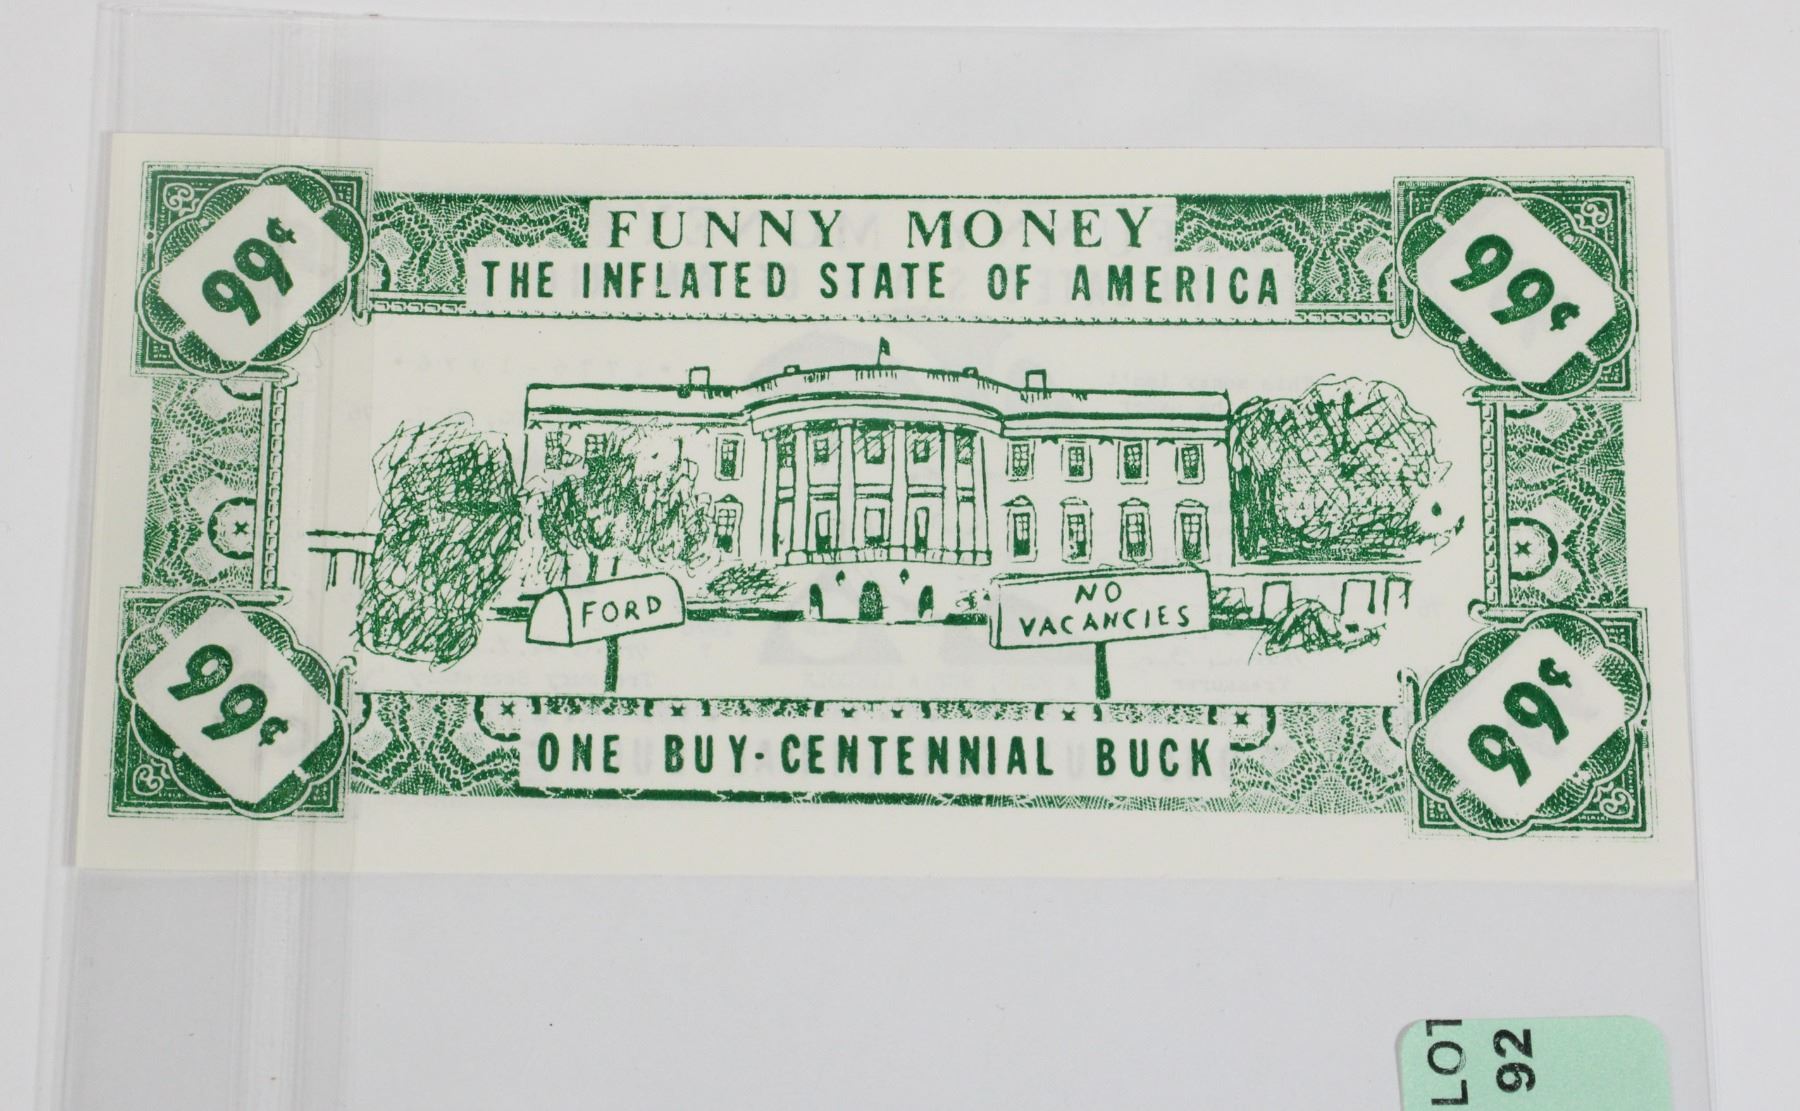 99¢
FUNNY MONEY
99¢
THE INFLATED STATE OF AMERICA
FORD
NO
VACANCIES
99¢
ONE BUY-CENTENNIAL BUCK
99¢
LOT
92